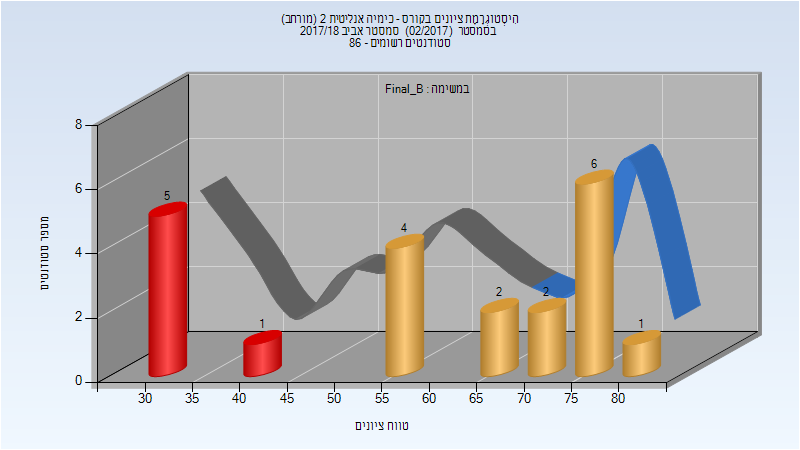 הִיסְטוֹגְרָמַת ציונים בקורס - כימיה אנליטית 2 (מורחב)
בסמסטר (02/2017) סמסטר אביב 2017/18
סטודנטים רשומים - 86
במשימה : Final_B
מספר סטודנטים
8
6
4
2
0
5
1
4
2
2
6
1
30 35 40 45 50 55 60 65 70 75 80
טווח ציונים